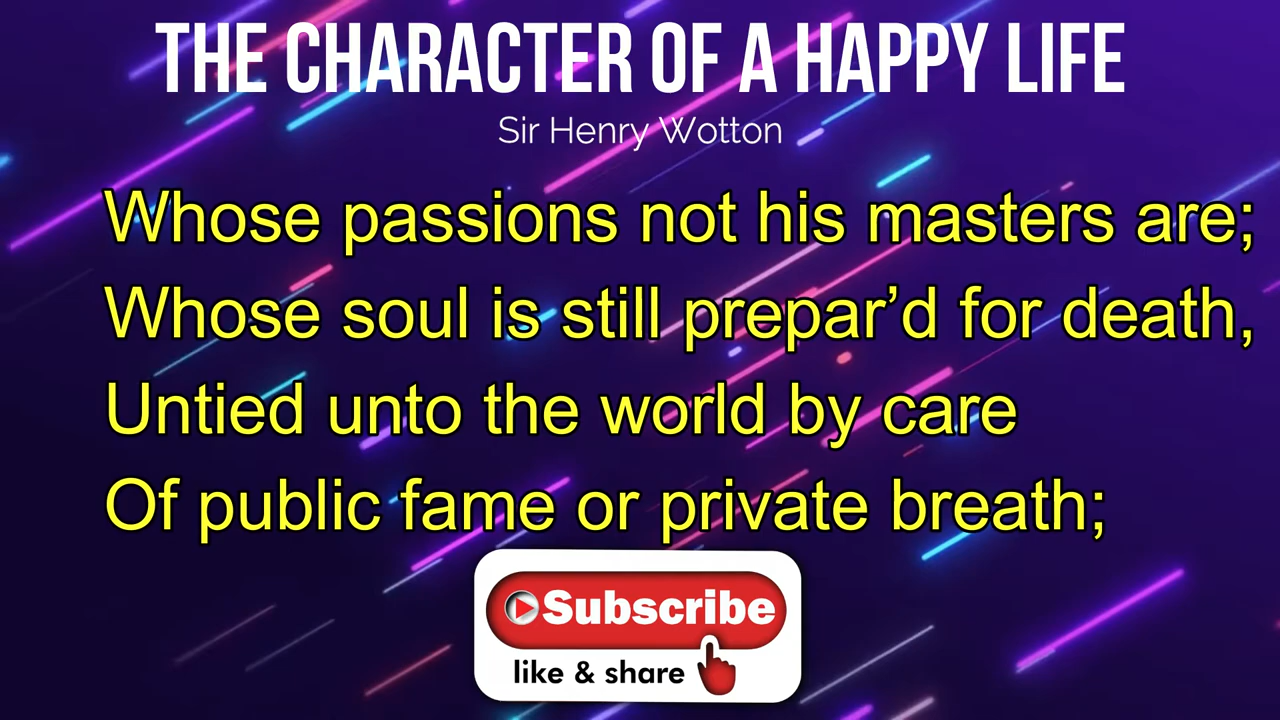 THE CHARACTER OF A HAPPY LIFE
Sir Henry Wotton
Whose passions not his masters are;
Whose soul is still prepar’d for death,
Untied unto the world by care
Of public fame or private breath;
Subscribe
like & share